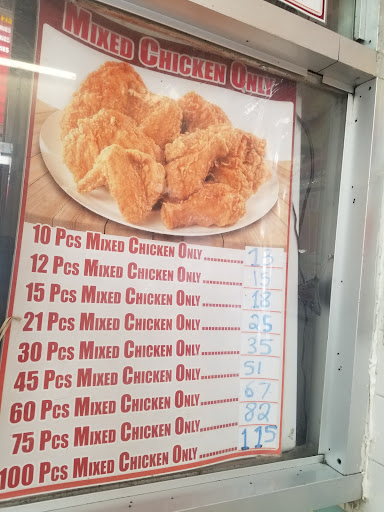 MIXED CHICKEN ONLY
10 PCS MIXED CHICKEN ONLY........... 13
12 PCS MIXED CHICKEN ONLY........... 15
15 PCS MIXED CHICKEN ONLY........... 18
21 PCS MIXED CHICKEN ONLY........... 25
30 PCS MIXED CHICKEN ONLY........... 35
45 PCS MIXED CHICKEN ONLY........... 51
60 PCS MIXED CHICKEN ONLY........... 67
75 PCS MIXED CHICKEN ONLY........... 82
100 PCS MIXED CHICKEN ONLY.......... 115